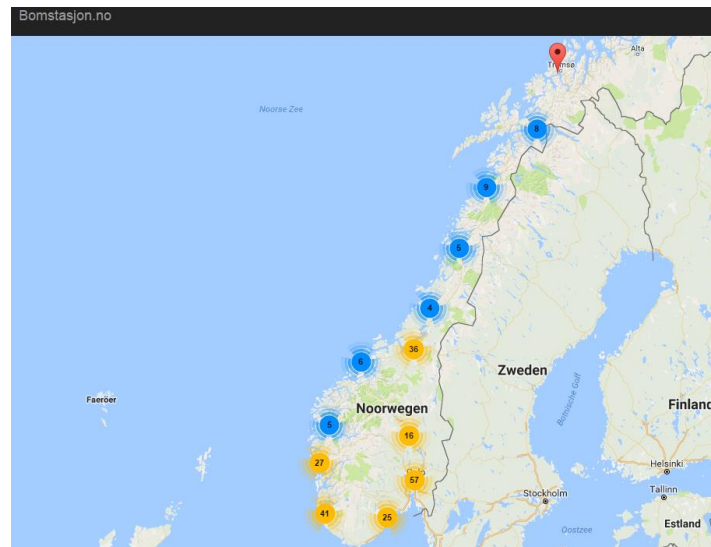 Bomstasjon.no
Alta
Tromsø
Noorse Zee
8
9
5
4
36
6
Zweden
Botnische Golf
Faeröer
Noorwegen
Finland
5
16
27
Helsinki
57
Tallinn
Stockholm
41
25
Estland
Oostzee